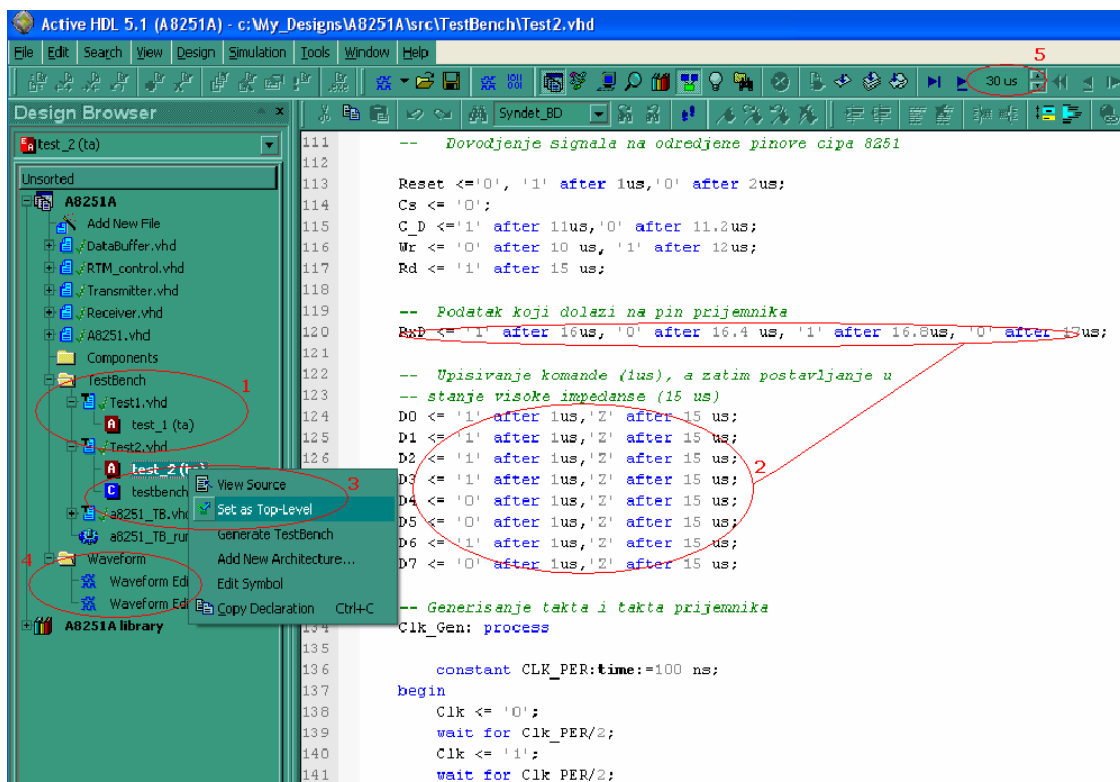 Active HDL 5.1 (A8251A) - c:\My_Designs\A8251A\src\TestBench\Test2.vhd
File Edit Search View Design Simulation Tools Window Help
5
30 us
Design Browser
Syndet_BD
test_2 (ta)
Unsorted
A8251A
Add New File
DataBuffer.vhd
RTM_control.vhd
Transmitter.vhd
Receiver.vhd
A8251.vhd
Components
TestBench
1
Test1.vhd
test_1 (ta)
Test2.vhd
test_2 (ta)
testbench
a8251_TB.vhd
a8251_TB_run
4
Waveform
Waveform Edi
Waveform Edi
A8251A library
View Source
3
Set as Top-Level
Generate TestBench
Add New Architecture...
Edit Symbol
Copy Declaration Ctrl+C
111 -- Dovodjenje signala na odredjene pinove cipa 8251
112
113 Reset <='0', '1' after 1us,'0' after 2us;
114 Cs <= '0';
115 C_D <='1' after 11us,'0' after 11.2us;
116 Wr <= '0' after 10 us, '1' after 12us;
117 Rd <= '1' after 15 us;
118
119 -- Podatak koji dolazi na pin prijemnika
120 RxD <= '1' after 16us, '0' after 16.4 us, '1' after 16.8us, '0' after 17us;
121
122 -- Upisivanje komande (1us), a zatim postavljanje u
123 -- stanje visoke impedanse (15 us)
124 D0 <= '1' after 1us,'Z' after 15 us;
125 D1 <= '1' after 1us,'Z' after 15 us;
126 D2 <= '1' after 1us,'Z' after 15 us;
2
D3 <= '1' after 1us,'Z' after 15 us;
D4 <= '0' after 1us,'Z' after 15 us;
D5 <= '0' after 1us,'Z' after 15 us;
D6 <= '1' after 1us,'Z' after 15 us;
D7 <= '0' after 1us,'Z' after 15 us;
-- Generisanje takta i takta prijemnika
134 Clk_Gen: process
135
136 constant CLK_PER:time:=100 ns;
137 begin
138 Clk <= '0';
139 wait for Clk_PER/2;
140 Clk <= '1';
141 wait for Clk_PER/2;